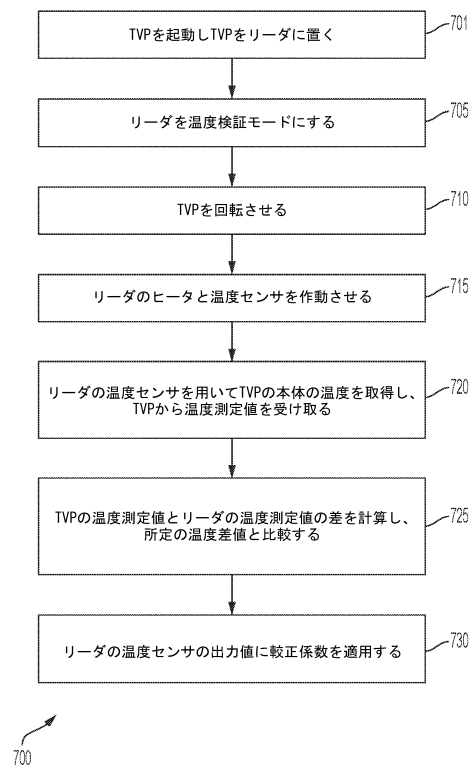 TVPを起動しTVPをリーダに置く
701
リーダを温度検証モードにする
705
TVPを回転させる
710
リーダのヒータと温度センサを作動させる
715
リーダの温度センサを用いてTVPの本体の温度を取得し、
TVPから温度測定値を受け取る
720
TVPの温度測定値とリーダの温度測定値の差を計算し、
所定の温度差値と比較する
725
リーダの温度センサの出力値に較正係数を適用する
730
700